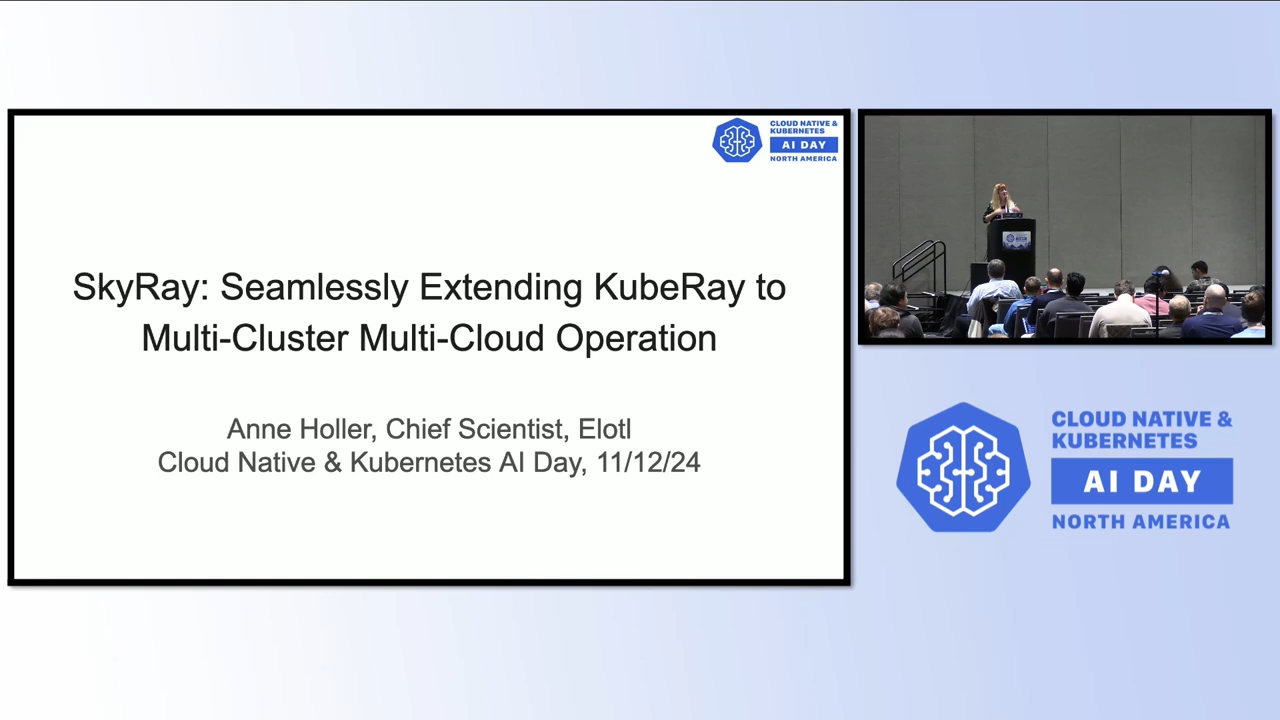 CLOUD NATIVE &
KUBERNETES
AI DAY
NORTH AMERICA
SkyRay: Seamlessly Extending KubeRay to
Multi-Cluster Multi-Cloud Operation
Anne Holler, Chief Scientist, Elotl
Cloud Native & Kubernetes AI Day, 11/12/24
CLOUD NATIVE &
KUBERNETES
AI DAY
NORTH AMERICA